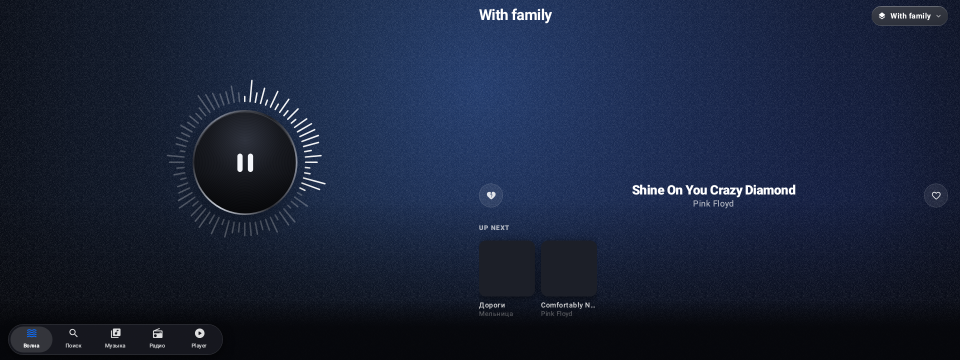 With family
With family
Shine On You Crazy Diamond
Pink Floyd
UP NEXT
Дороги
Мельница
Comfortably N...
Pink Floyd
Волна
Поиск
Музыка
Радио
Player